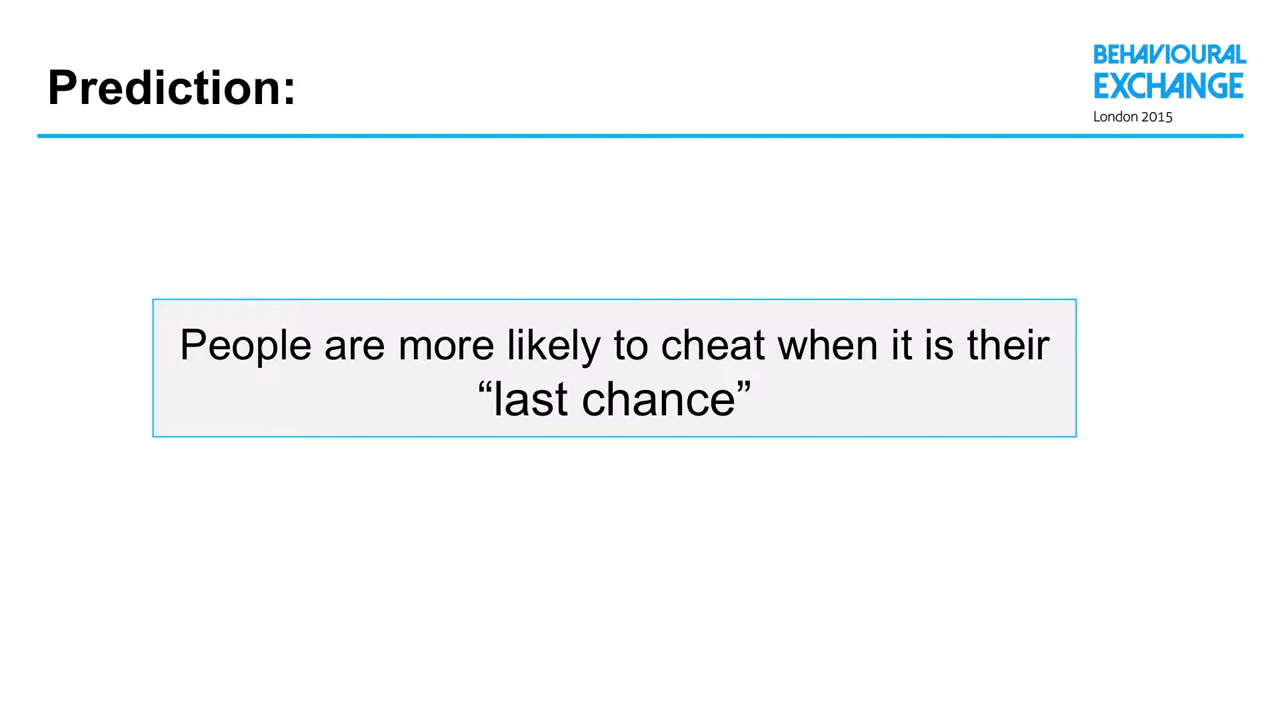 Prediction:
BEHAVIOURAL
EXCHANGE
London 2015
People are more likely to cheat when it is their
“last chance”